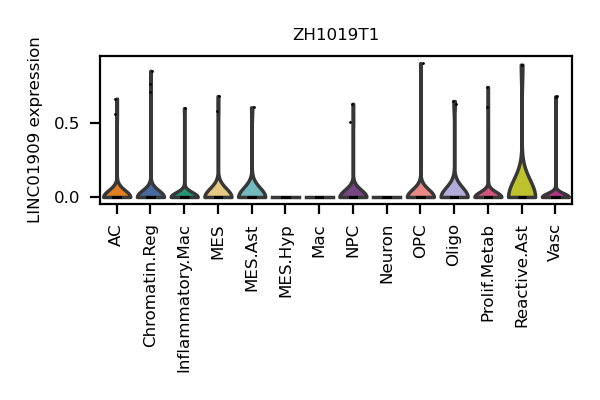 ZH1019T1
LINC01909 expression
0.5
0.0
AC
Chromatin.Reg
Inflammatory.Mac
MES
MES.Ast
MES.Hyp
Mac
NPC
Neuron
OPC
Oligo
Prolif.Metab
Reactive.Ast
Vasc